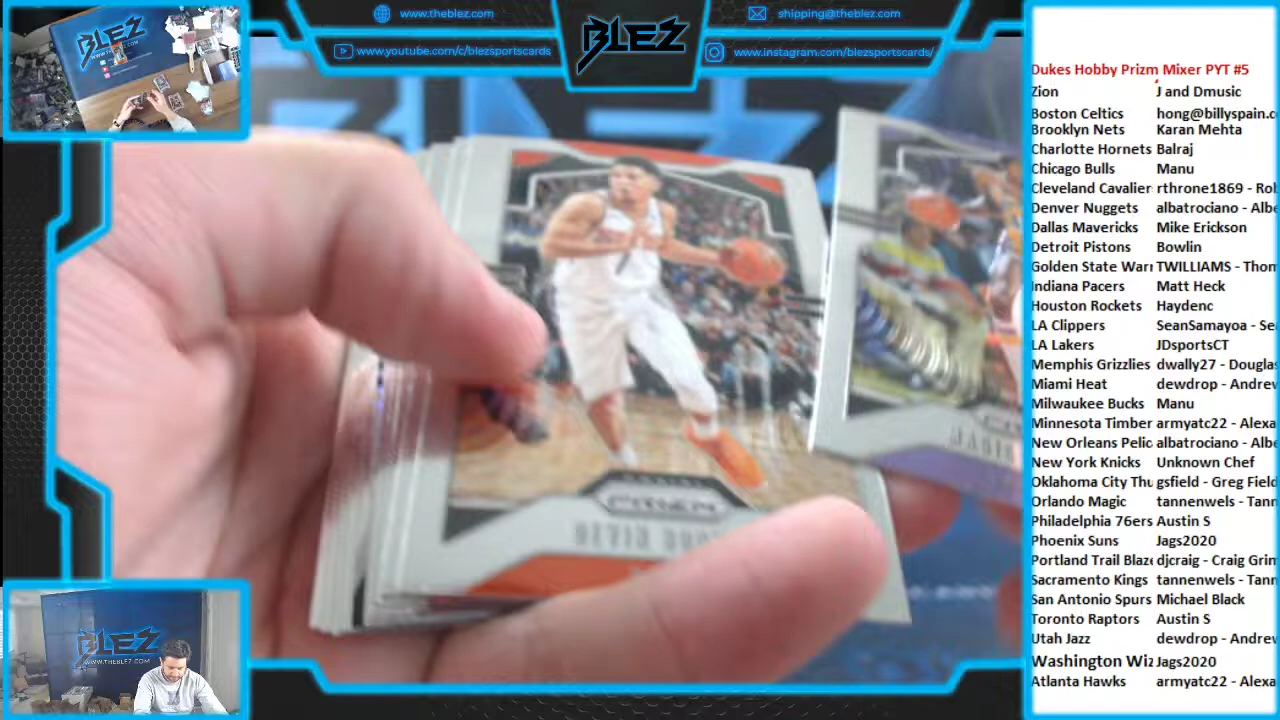 www.theblez.com
shipping@theblez.com
BLEZ
www.youtube.com/c/blezsportscards
www.instagram.com/blezsportscards/
BLEZ
PRIZM
BLEZ
WWW.THEBLEZ.COM
Dukes Hobby Prizm Mixer PYT #5
Zion J and Dmusic
Boston Celtics hong@billyspain.c
Brooklyn Nets Karan Mehta
Charlotte Hornets Balraj
Chicago Bulls Manu
Cleveland Cavalier rthrone1869 - Rol
Denver Nuggets albatrociano - Albe
Dallas Mavericks Mike Erickson
Detroit Pistons Bowlin
Golden State Warr TWILLIAMS - Thom
Indiana Pacers Matt Heck
Houston Rockets Haydenc
LA Clippers SeanSamayoa - Se
LA Lakers JDsportsCT
Memphis Grizzlies dwally27 - Douglas
Miami Heat dewdrop - Andrew
Milwaukee Bucks Manu
Minnesota Timber armyatc22 - Alexa
New Orleans Pelic albatrociano - Albe
New York Knicks Unknown Chef
Oklahoma City Thu gsfield - Greg Field
Orlando Magic tannenwels - Tann
Philadelphia 76ers Austin S
Phoenix Suns Jags2020
Portland Trail Blaze djcraig - Craig Grin
Sacramento Kings tannenwels - Tann
San Antonio Spurs Michael Black
Toronto Raptors Austin S
Utah Jazz dewdrop - Andrew
Washington Wiz Jags2020
Atlanta Hawks armyatc22 - Alexa